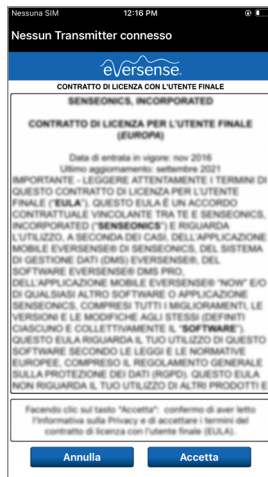 Nessuna SIM 12:16 PM
Nessun Transmitter connesso
eversense.
CONTRATTO DI LICENZA CON L'UTENTE FINALE
SENSEONICS, INCORPORATED
CONTRATTO DI LICENZA PER L'UTENTE FINALE
(EUROPA)
Data di entrata in vigore: nov 2016
Ultimo aggiornamento: settembre 2021
IMPORTANTE - LEGGERE ATTENTAMENTE I TERMINI DI
QUESTO CONTRATTO DI LICENZA PER L'UTENTE
FINALE ("EULA"). QUESTO EULA È UN ACCORDO
CONTRATTUALE VINCOLANTE TRA TE E SENSEONICS,
INCORPORATED ("SENSEONICS") E RIGUARDA
L'UTILIZZO, A SECONDA DEI CASI, DELL'APPLICAZIONE
MOBILE EVERSENSE® DI SENSEONICS, DEL SISTEMA
DI GESTIONE DATI (DMS) EVERSENSE®, DEL
SOFTWARE EVERSENSE® DMS PRO,
DELL'APPLICAZIONE MOBILE EVERSENSE® "NOW" E/O
DI QUALSIASI ALTRO SOFTWARE O APPLICAZIONE
SENSEONICS, COMPRESI TUTTI I MIGLIORAMENTI, LE
VERSIONI E LE MODIFICHE AGLI STESSI (DEFINITI
CIASCUNO E COLLETTIVAMENTE IL "SOFTWARE").
QUESTO EULA RIGUARDA IL TUO UTILIZZO DI QUESTO
SOFTWARE SECONDO LE LEGGI E LE NORMATIVE
EUROPEE, COMPRESO IL REGOLAMENTO GENERALE
SULLA PROTEZIONE DEI DATI (RGPD). QUESTO EULA
NON RIGUARDA IL TUO UTILIZZO DI ALTRI PRODOTTI E
Facendo clic sul tasto "Accetta": confermo di aver letto
l'Informativa sulla Privacy e di accettare i termini del
contratto di licenza con l'utente finale (EULA).
Annulla Accetta